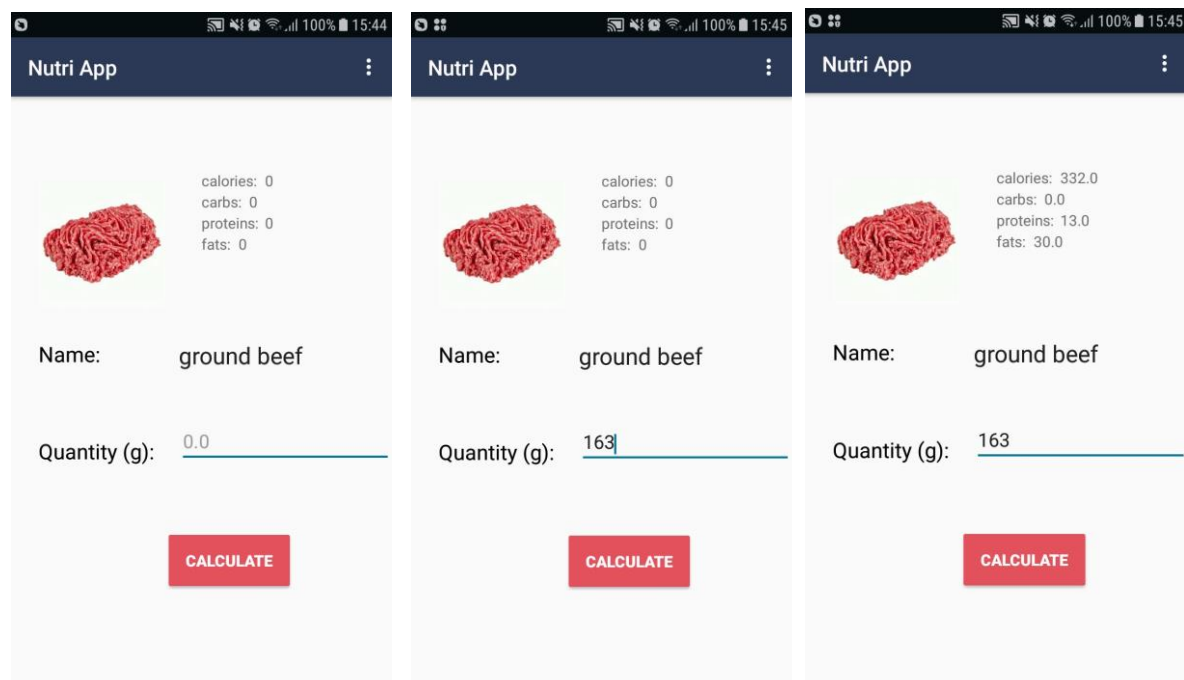 100% 15:44
Nutri App
calories: 0
carbs: 0
proteins: 0
fats: 0
Name: ground beef
Quantity (g): 0.0
CALCULATE
100% 15:45
Nutri App
calories: 0
carbs: 0
proteins: 0
fats: 0
Name: ground beef
Quantity (g): 163
CALCULATE
100% 15:45
Nutri App
calories: 332.0
carbs: 0.0
proteins: 13.0
fats: 30.0
Name: ground beef
Quantity (g): 163
CALCULATE